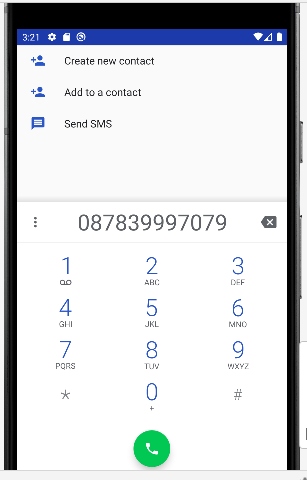 3:21
Create new contact
Add to a contact
Send SMS
087839997079
1 2 3
ABC DEF
4 5 6
GHI JKL MNO
7 8 9
PQRS TUV WXYZ
* 0 #
+